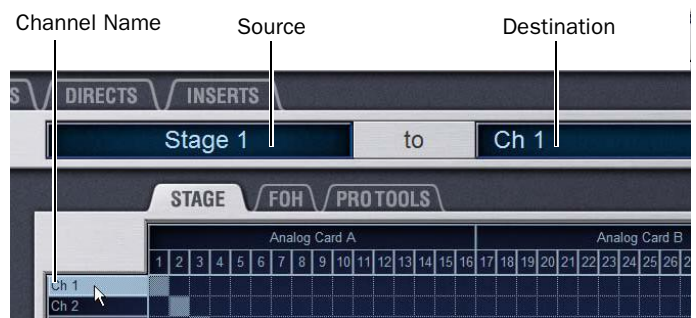 Channel Name Source Destination
S DIRECTS INSERTS
Stage 1 to Ch 1
STAGE FOH PRO TOOLS
Analog Card A Analog Card B
1 2 3 4 5 6 7 8 9 10 11 12 13 14 15 16 17 18 19 20 21 22 23 24 25 26 2
Ch 1
Ch 2